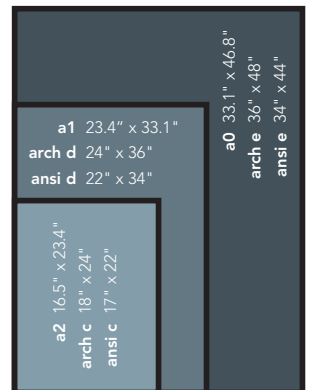 a0 33.1" x 46.8"
arch e 36" x 48"
ansi e 34" x 44"
a1 23.4" x 33.1"
arch d 24" x 36"
ansi d 22" x 34"
a2 16.5" x 23.4"
arch c 18" x 24"
ansi c 17" x 22"